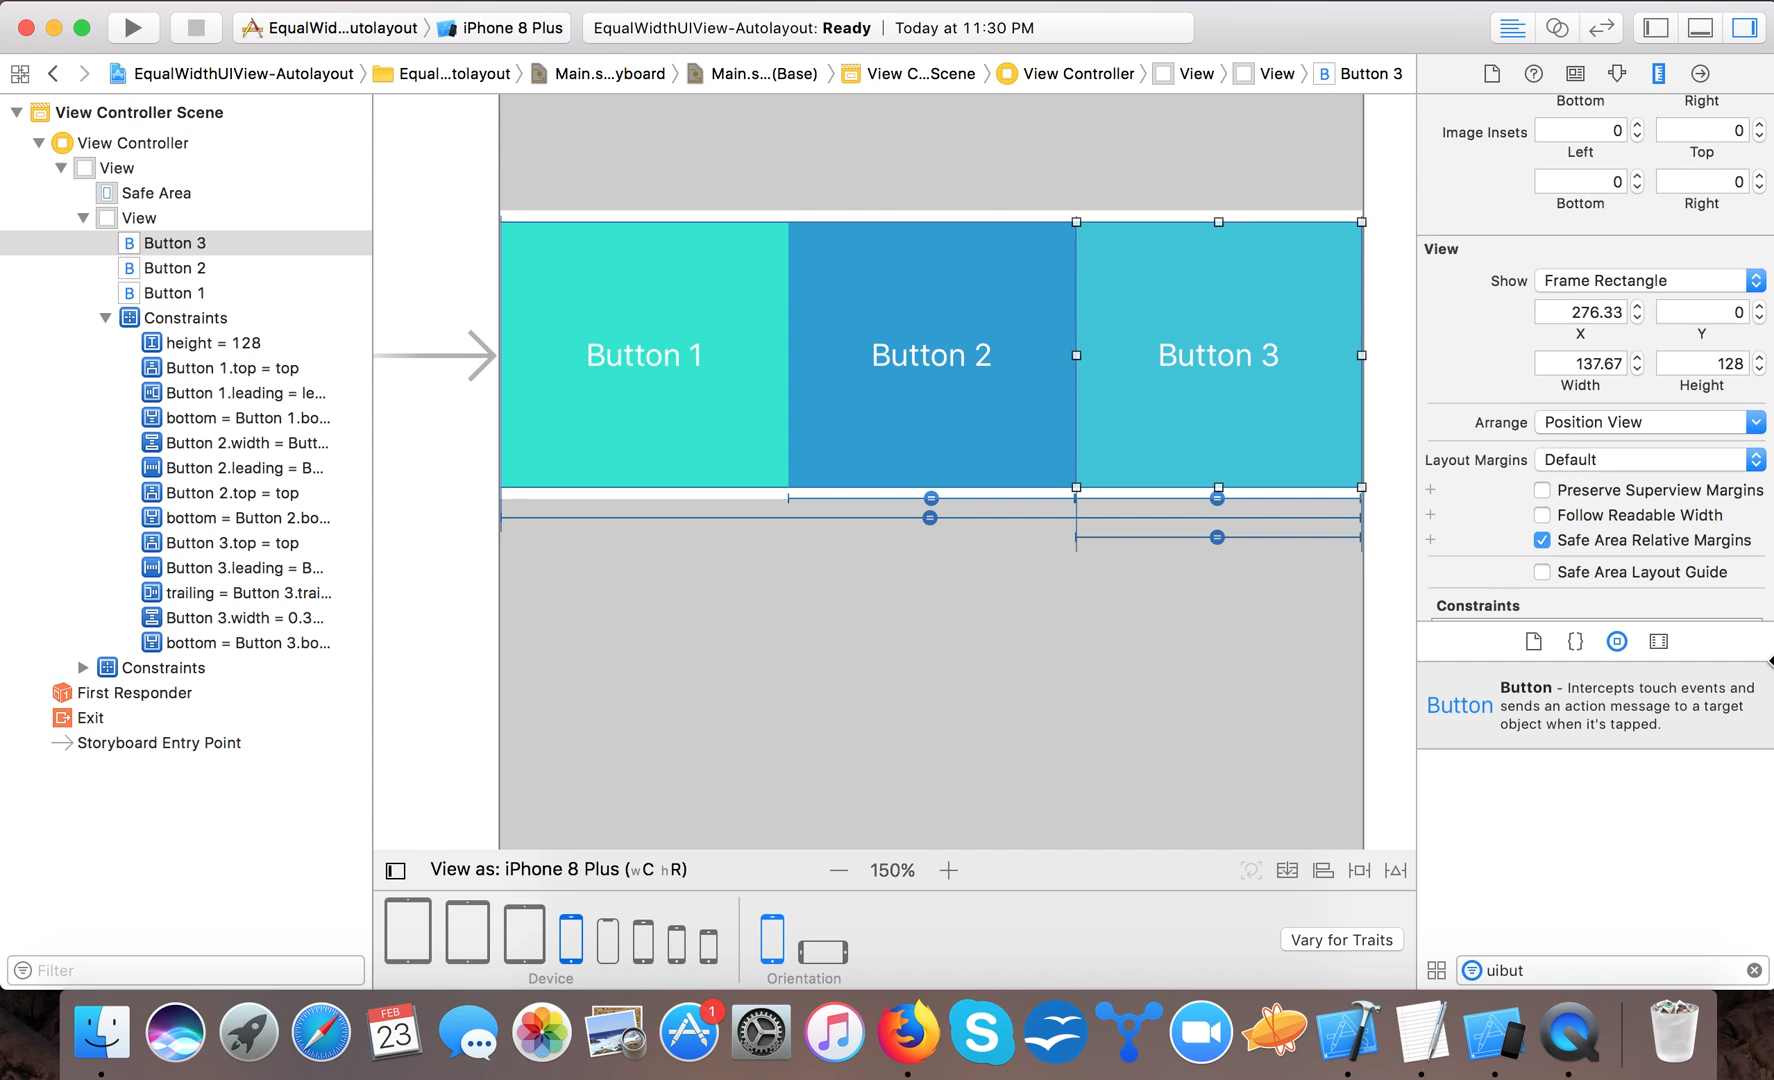 EqualWid...utolayout
iPhone 8 Plus
EqualWidthUIView-Autolayout: Ready | Today at 11:30 PM
EqualWidthUIView-Autolayout
Equal...tolayout
Main.s...yboard
Main.s...(Base)
View C...Scene
View Controller
View
View
B Button 3
View Controller Scene
View Controller
View
Safe Area
View
B Button 3
B Button 2
B Button 1
Constraints
height = 128
Button 1.top = top
Button 1.leading = le...
bottom = Button 1.bo...
Button 2.width = Butt...
Button 2.leading = B...
Button 2.top = top
bottom = Button 2.bo...
Button 3.top = top
Button 3.leading = B...
trailing = Button 3.trai...
Button 3.width = 0.3...
bottom = Button 3.bo...
Constraints
First Responder
Exit
Storyboard Entry Point
Filter
Button 1
Button 2
Button 3
View as: iPhone 8 Plus (wC hR)
150%
Device
Orientation
Vary for Traits
Bottom Right
Image Insets 0 0
Left Top
0 0
Bottom Right
View
Show Frame Rectangle
276.33 0
X Y
137.67 128
Width Height
Arrange Position View
Layout Margins Default
Preserve Superview Margins
Follow Readable Width
Safe Area Relative Margins
Safe Area Layout Guide
Constraints
Button
Button - Intercepts touch events and
sends an action message to a target
object when it's tapped.
uibut
FEB
23
1